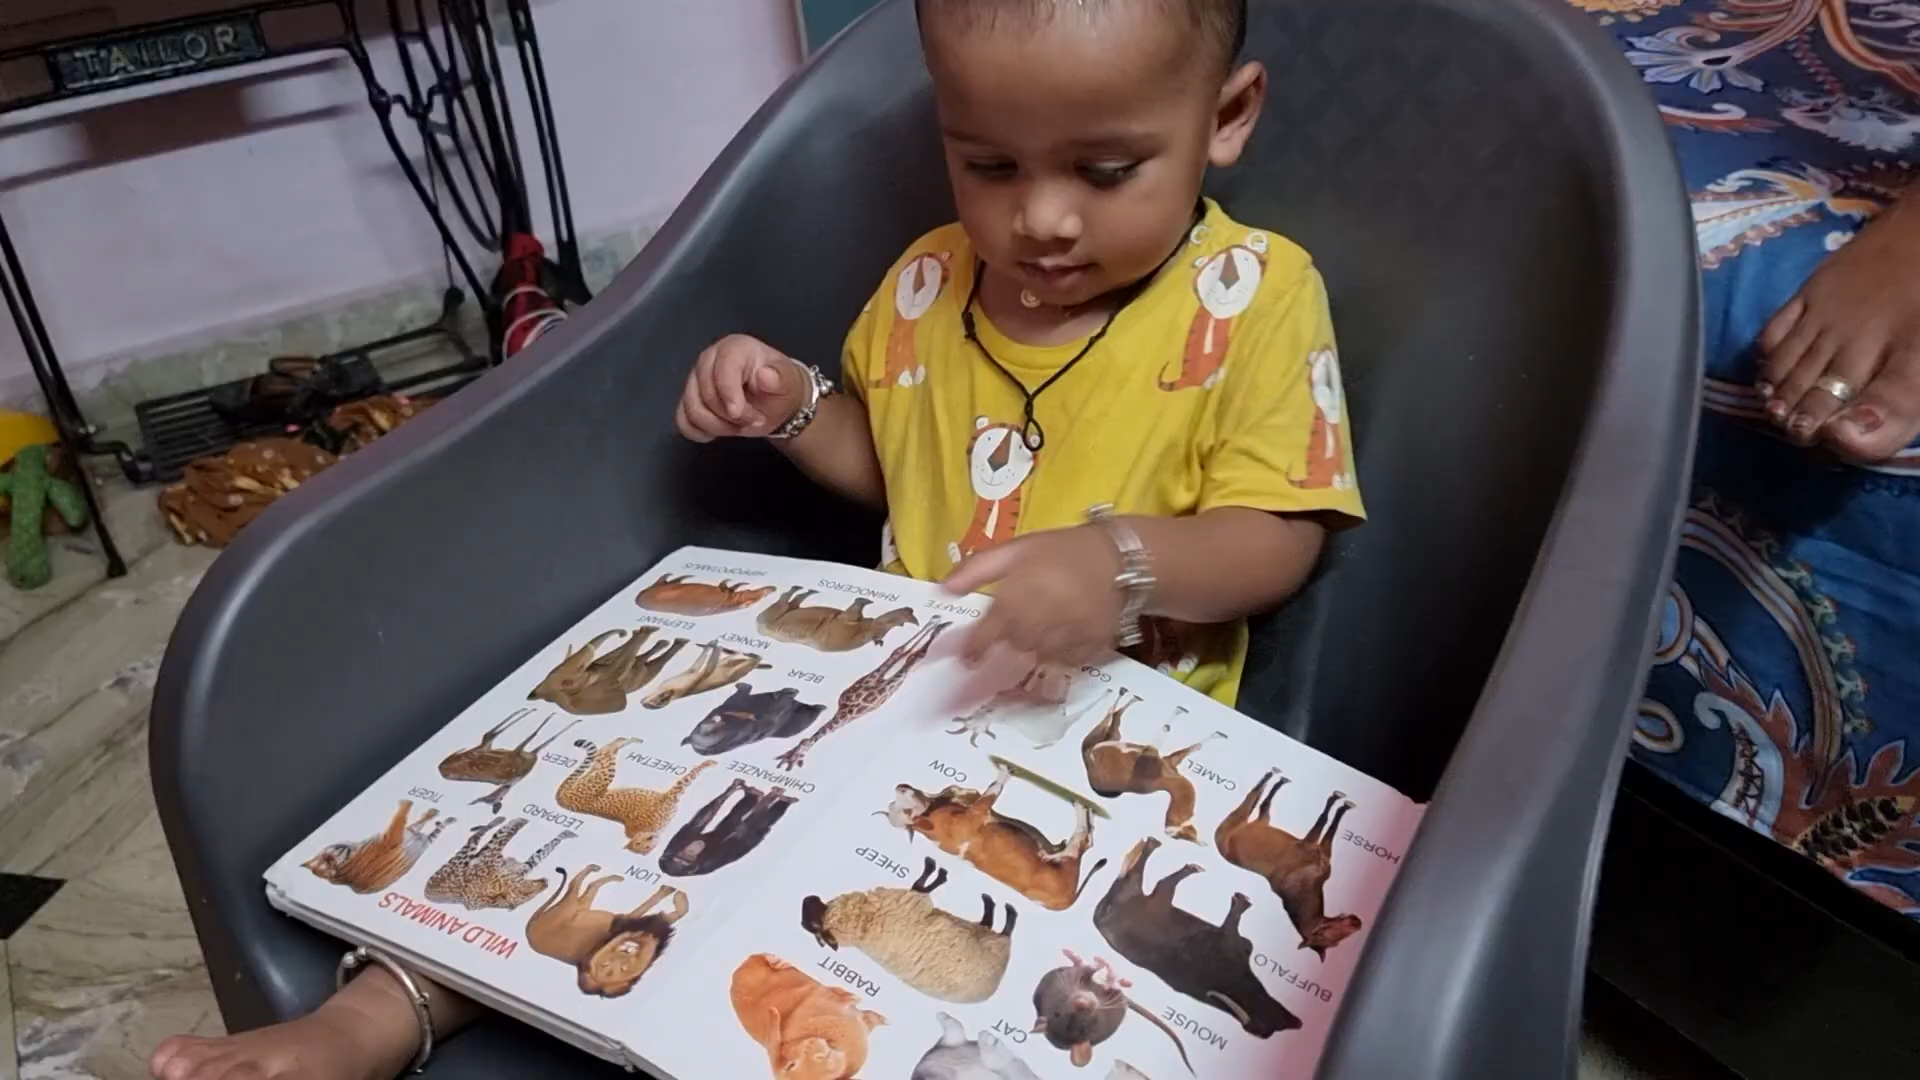 TAILOR
WILD ANIMALS
LION
LEOPARD
TIGER
CHIMPANZEE
CHEETAH
DEER
BEAR
MONKEY
ELEPHANT
GIRAFFE
RHINOCEROS
HIPPOPOTAMUS
CAT
RABBIT
MOUSE
SHEEP
BUFFALO
COW
CAMEL
HORSE